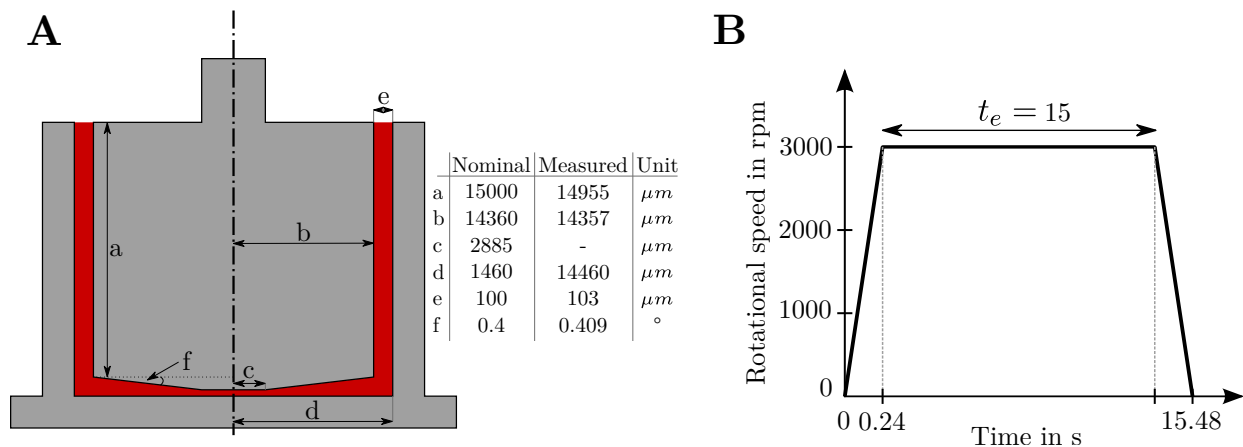 A
e
a
b
c
f
d
Nominal Measured Unit
a 15000 14955 μm
b 14360 14357 μm
c 2885 - μm
d 1460 14460 μm
e 100 103 μm
f 0.4 0.409 °
B
Rotational speed in rpm
3000
2000
1000
0
t_e = 15
0 0.24 15.48
Time in s